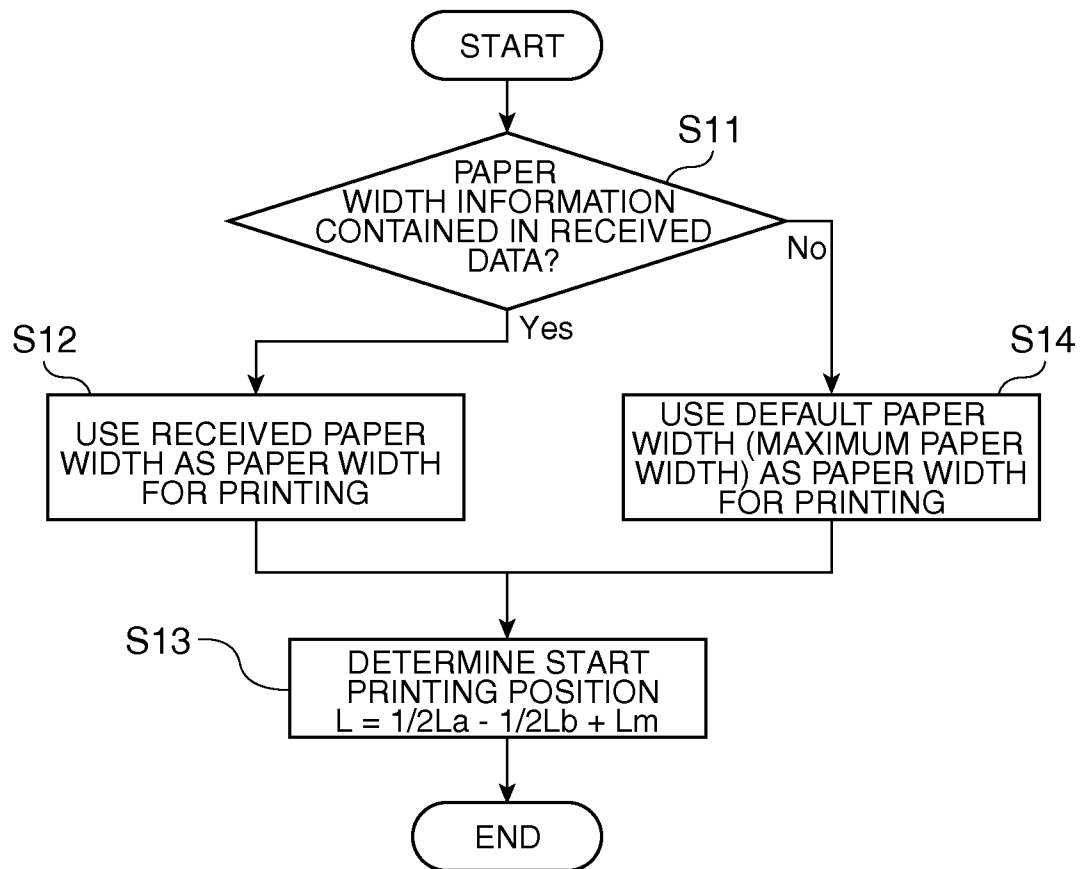 START
S11
PAPER
WIDTH INFORMATION
CONTAINED IN RECEIVED
DATA?
No
Yes
S12
USE RECEIVED PAPER
WIDTH AS PAPER WIDTH
FOR PRINTING
S14
USE DEFAULT PAPER
WIDTH (MAXIMUM PAPER
WIDTH) AS PAPER WIDTH
FOR PRINTING
S13
DETERMINE START
PRINTING POSITION
L = 1/2La - 1/2Lb + Lm
END